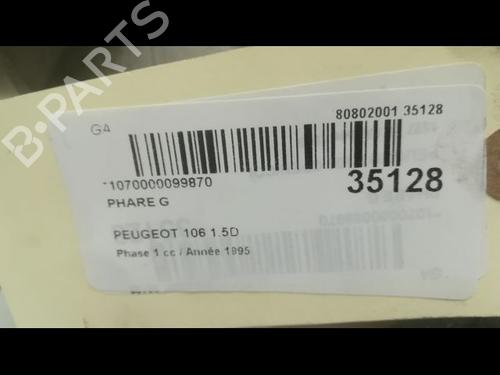 B-PARTS
G4
80802001 35128
1070000099870
35128
PHARE G
PEUGEOT 106 1.5D
Phase 1 cc / Année 1995